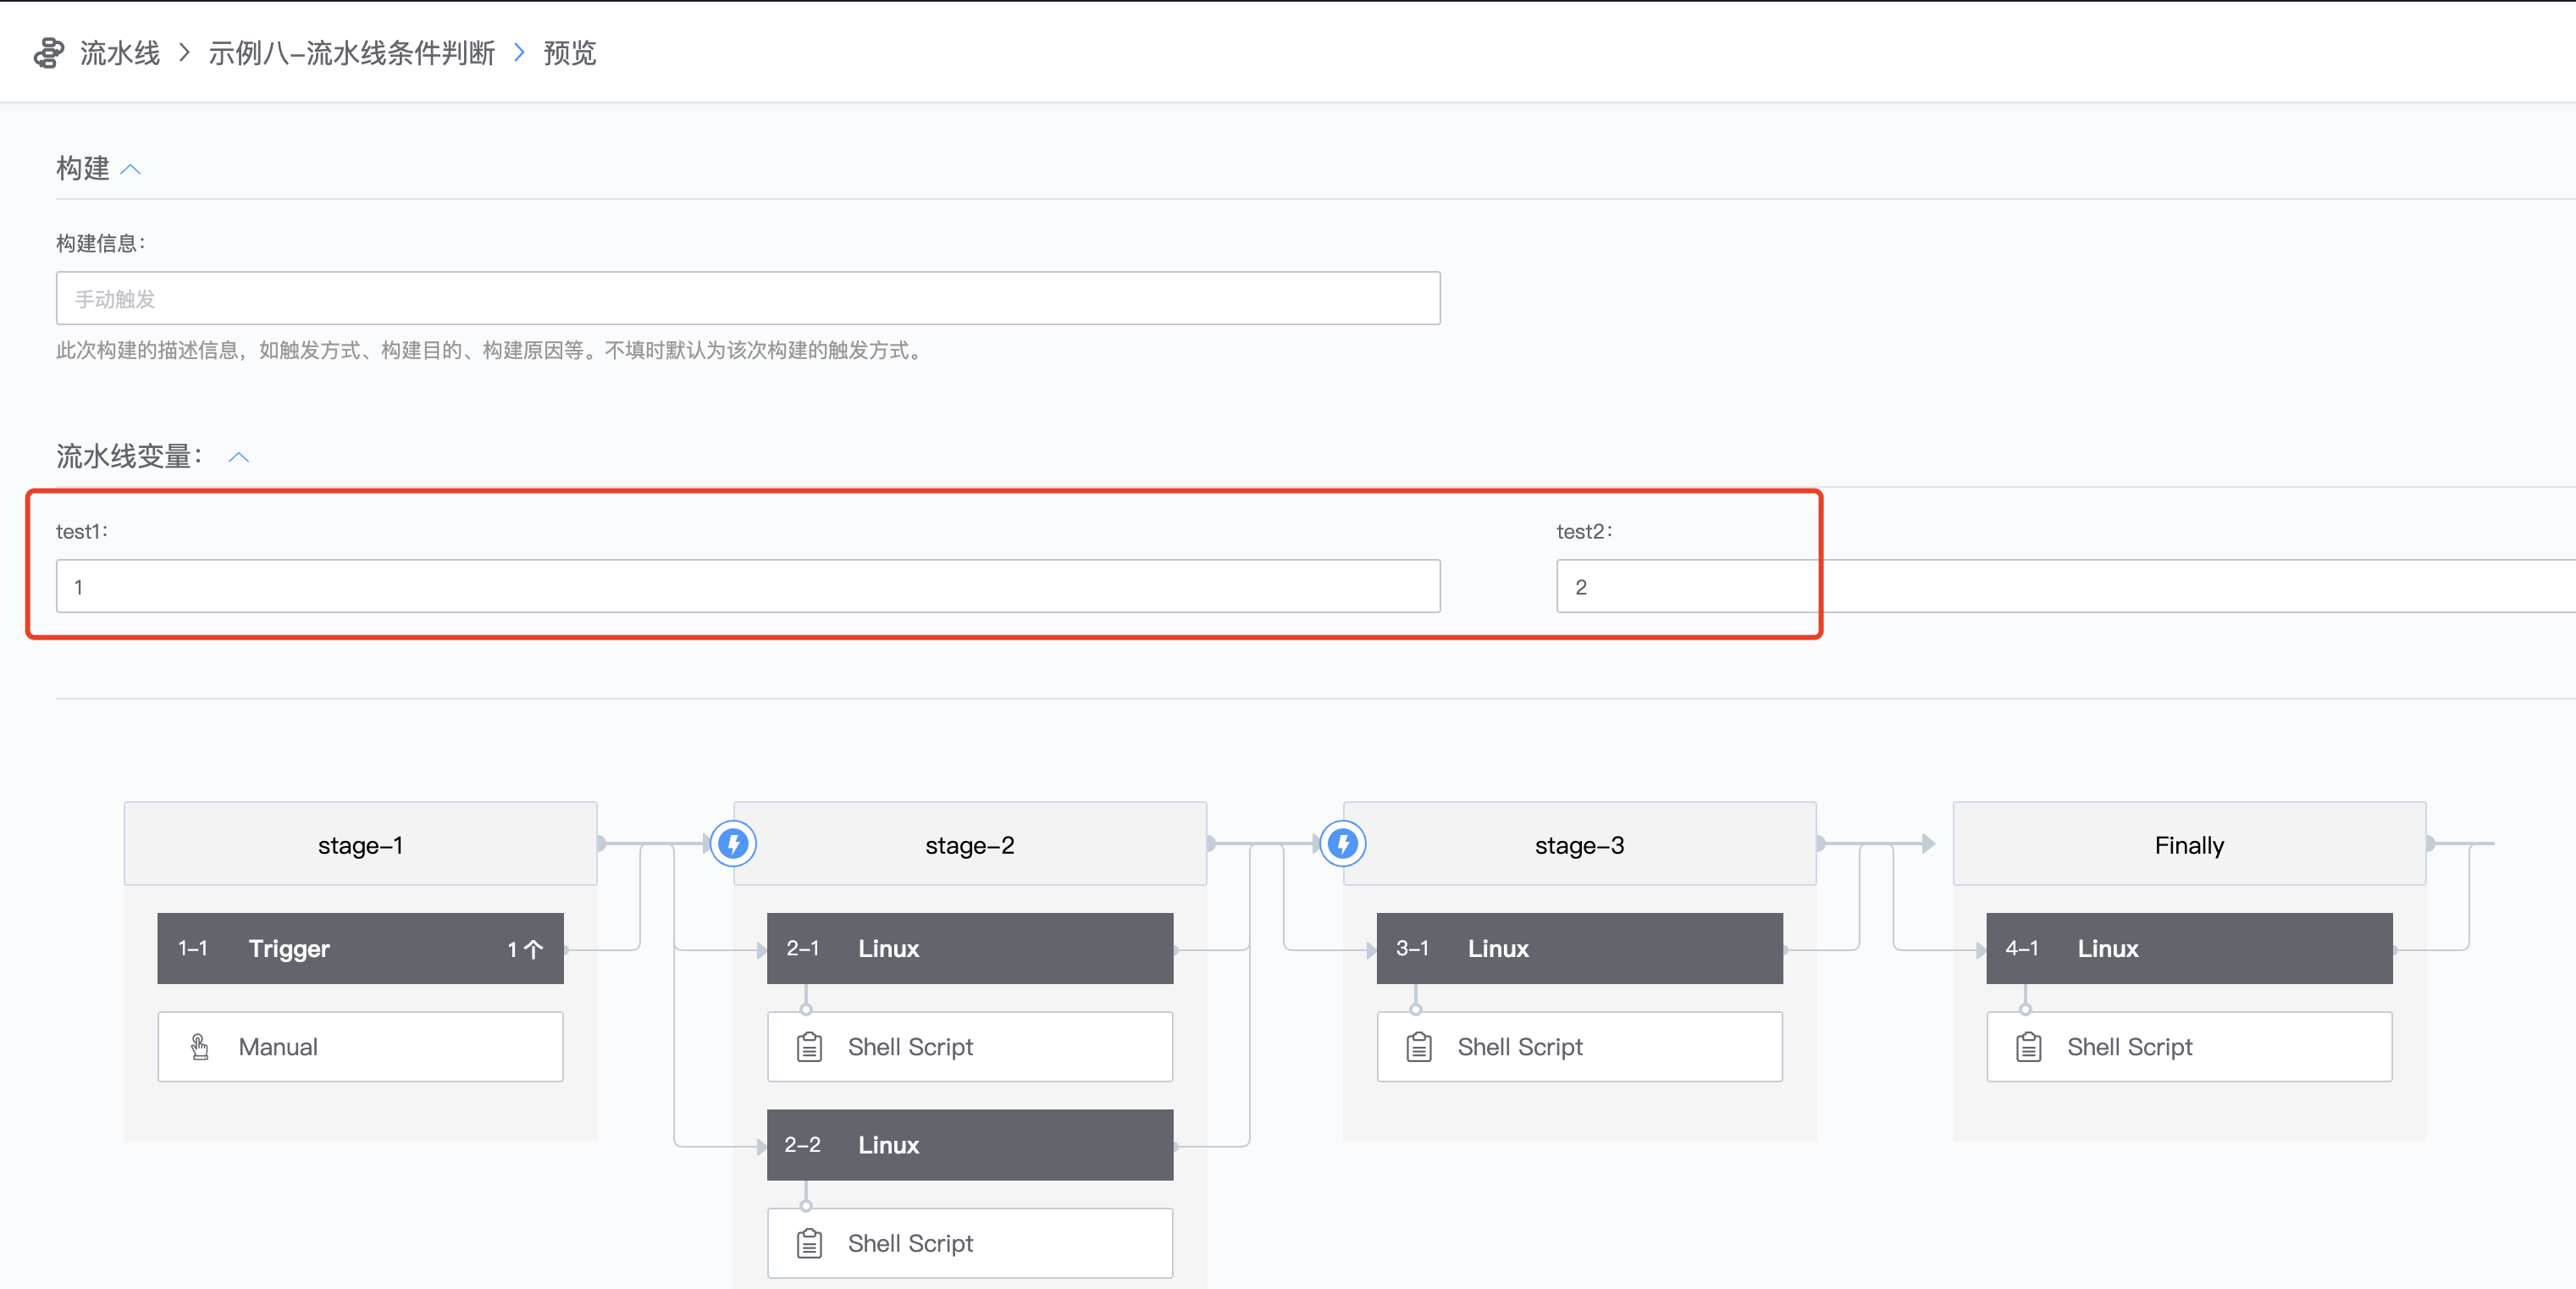 流水线 > 示例八-流水线条件判断 > 预览
构建
构建信息：
手动触发
此次构建的描述信息，如触发方式、构建目的、构建原因等。不填时默认为该次构建的触发方式。
流水线变量：
test1： test2：
1 2
stage-1 stage-2 stage-3 Finally
1-1 Trigger 1 个 2-1 Linux 3-1 Linux 4-1 Linux
Manual Shell Script Shell Script Shell Script
2-2 Linux
Shell Script